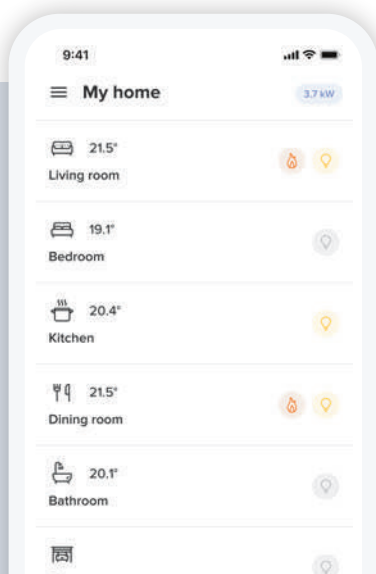 9:41
My home
3.7 kW
21.5°
Living room
19.1°
Bedroom
20.4°
Kitchen
21.5°
Dining room
20.1°
Bathroom